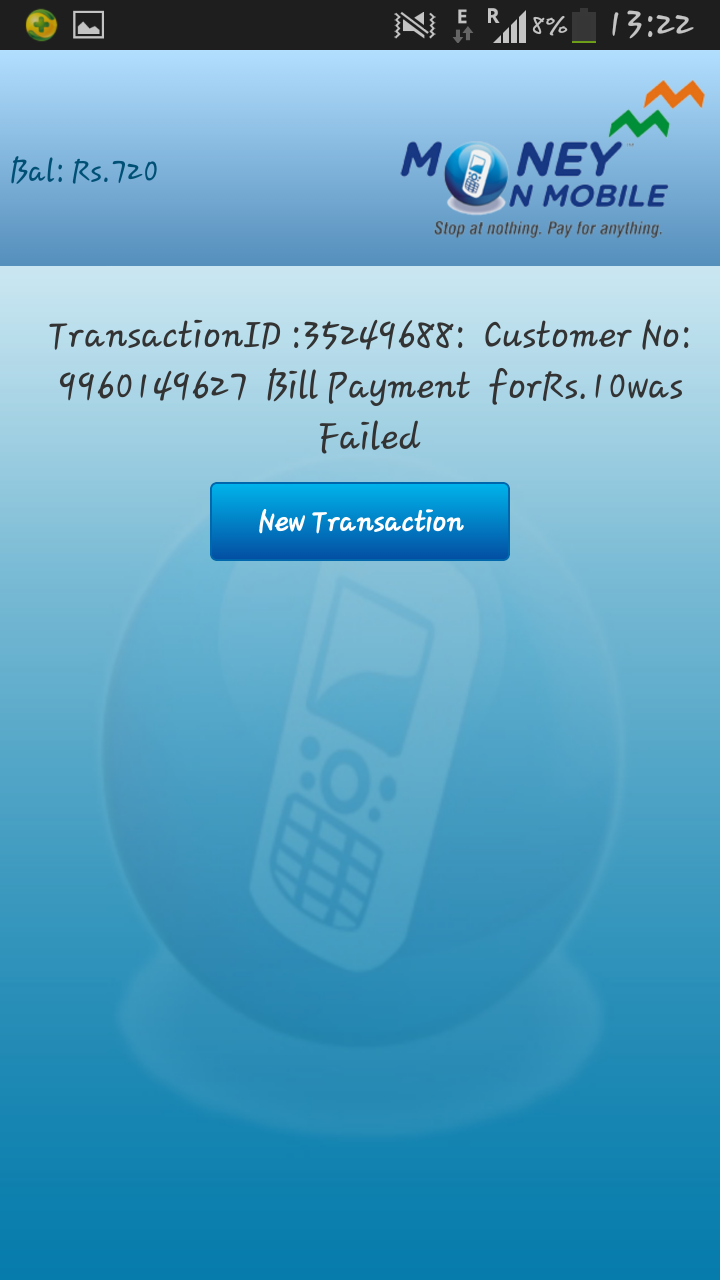 E R 8% 13:22
Bal: Rs.720
MONEY
ON MOBILE
Stop at nothing. Pay for anything.
TransactionID :35249688: Customer No:
9960149627 Bill Payment forRs.10was
Failed
New Transaction